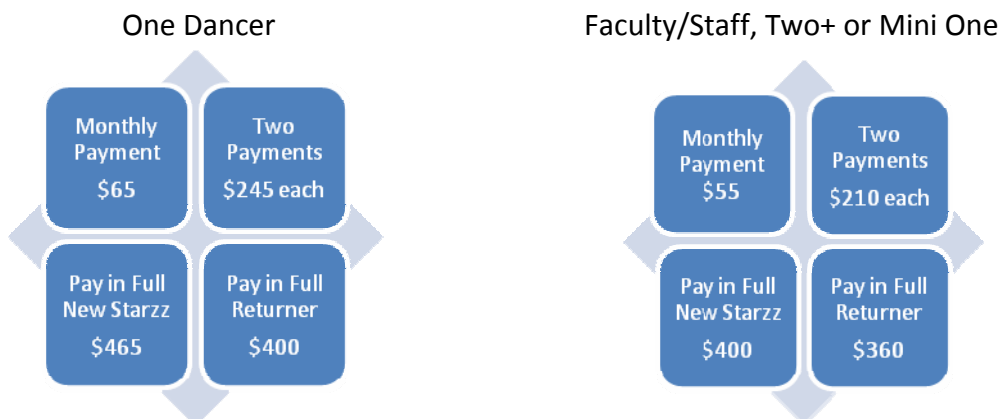 One Dancer
Monthly
Payment
$65
Two
Payments
$245 each
Pay in Full
New Starzz
$465
Pay in Full
Returner
$400
Faculty/Staff, Two+ or Mini One
Monthly
Payment
$55
Two
Payments
$210 each
Pay in Full
New Starzz
$400
Pay in Full
Returner
$360